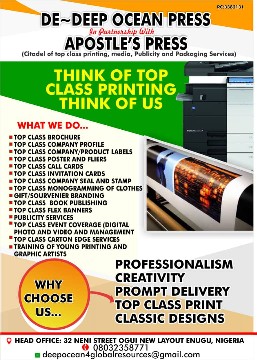 RC:3380131
DE~DEEP OCEAN PRESS
In Partnership With
APOSTLE'S PRESS
(Citadel of top class printing, media, Publicity and Packaging Services)
THINK OF TOP
CLASS PRINTING
THINK OF US
WHAT WE DO...
TOP CLASS BROCHURE
TOP CLASS COMPANY PROFILE
TOP CLASS COMPANY/PRODUCT LABELS
TOP CLASS POSTER AND FLIERS
TOP CLASS CALL CARDS
TOP CLASS INVITATION CARDS
TOP CLASS COMPANY SEAL AND STAMP
TOP CLASS MONOGRAMMING OF CLOTHES
GIFT/SOURVENIER BRANDING
TOP CLASS BOOK PUBLISHING
TOP CLASS FLEX BANNERS
PUBLICITY SERVICES
TOP CLASS EVENT COVERAGE (DIGITAL
PHOTO AND VIDEO AND MANAGEMENT
TOP CLASS CARTON EDGE SERVICES
TRAINING OF YOUNG PRINTING AND
GRAPHIC ARTISTS
WHY
CHOOSE
US...
PROFESSIONALISM
CREATIVITY
PROMPT DELIVERY
TOP CLASS PRINT
CLASSIC DESIGNS
HEAD OFFICE: 32 NENI STREET OGUI NEW LAYOUT ENUGU, NIGERIA
08032358771
deepocean4globalresources@gmail.com